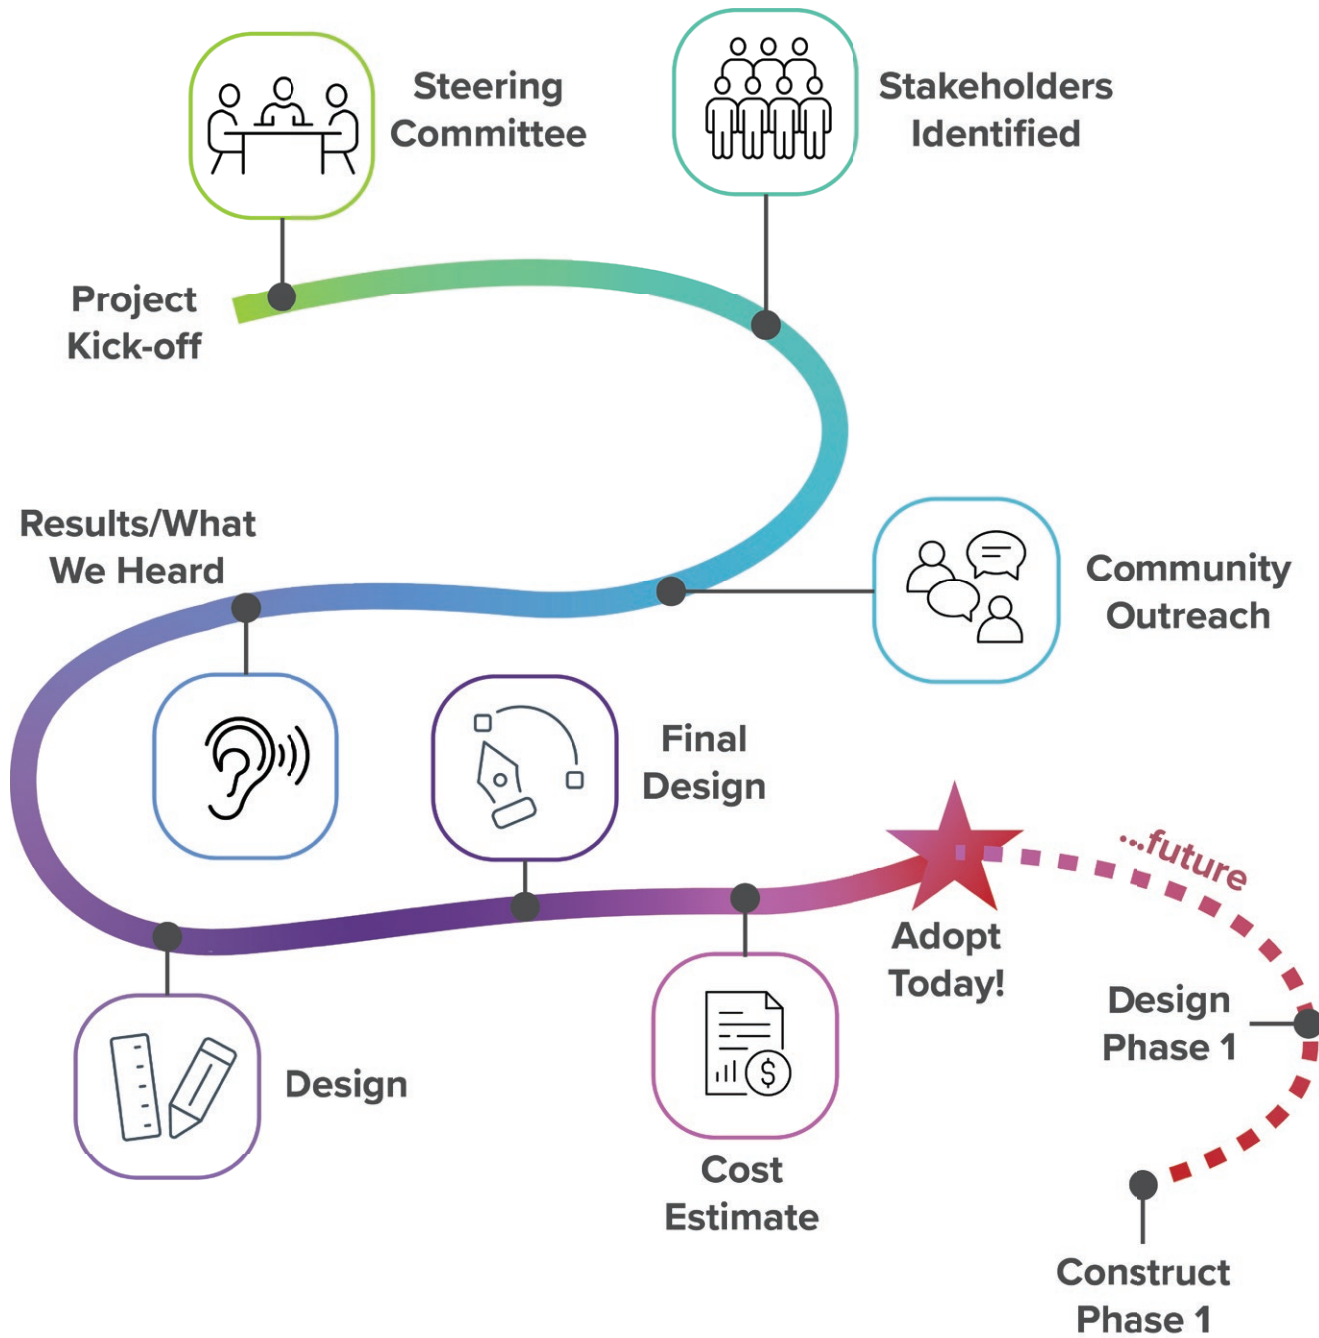 Steering
Committee
Stakeholders
Identified
Project
Kick-off
Community
Outreach
Results/What
We Heard
Design
Final
Design
Cost
Estimate
Adopt
Today!
...future
Design
Phase 1
Construct
Phase 1